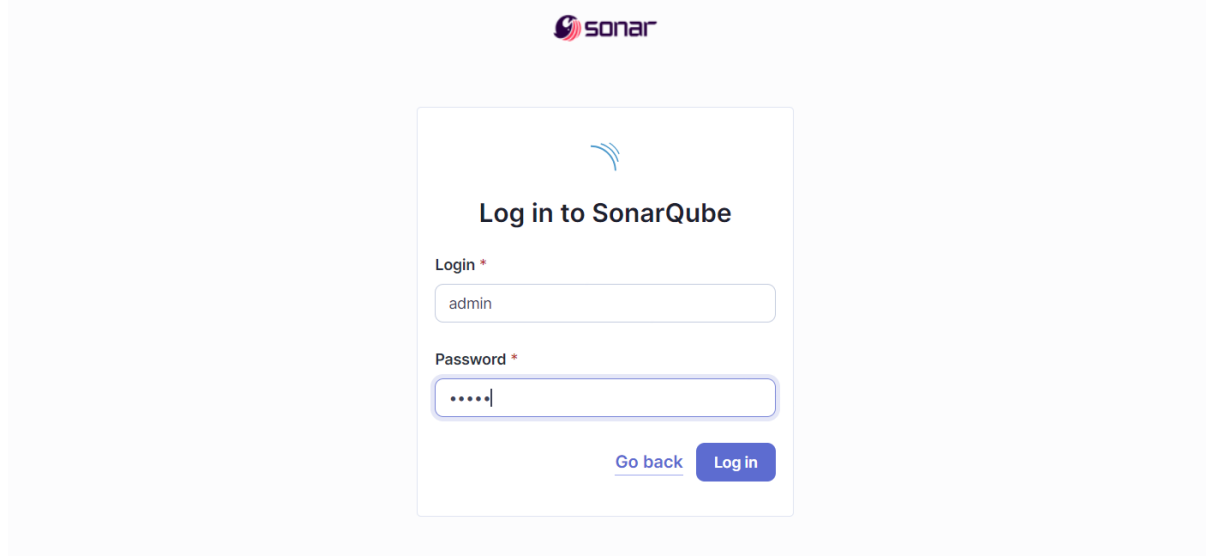 sonar
Log in to SonarQube
Login *
admin
Password *
•••••
Go back Log in